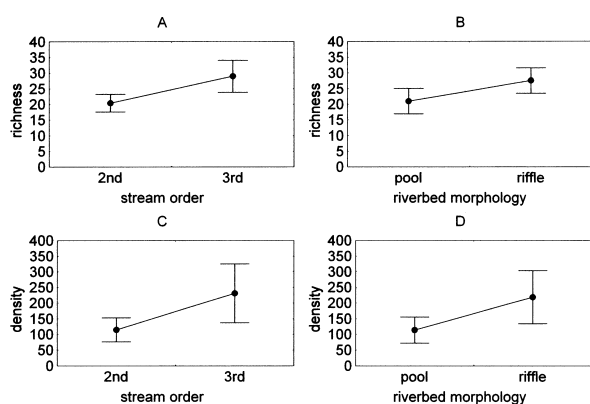 A
40
35
30
25
20
15
10
5
0
richness
2nd 3rd
stream order
B
40
35
30
25
20
15
10
5
0
richness
pool riffle
riverbed morphology
C
400
350
300
250
200
150
100
50
0
density
2nd 3rd
stream order
D
400
350
300
250
200
150
100
50
0
density
pool riffle
riverbed morphology